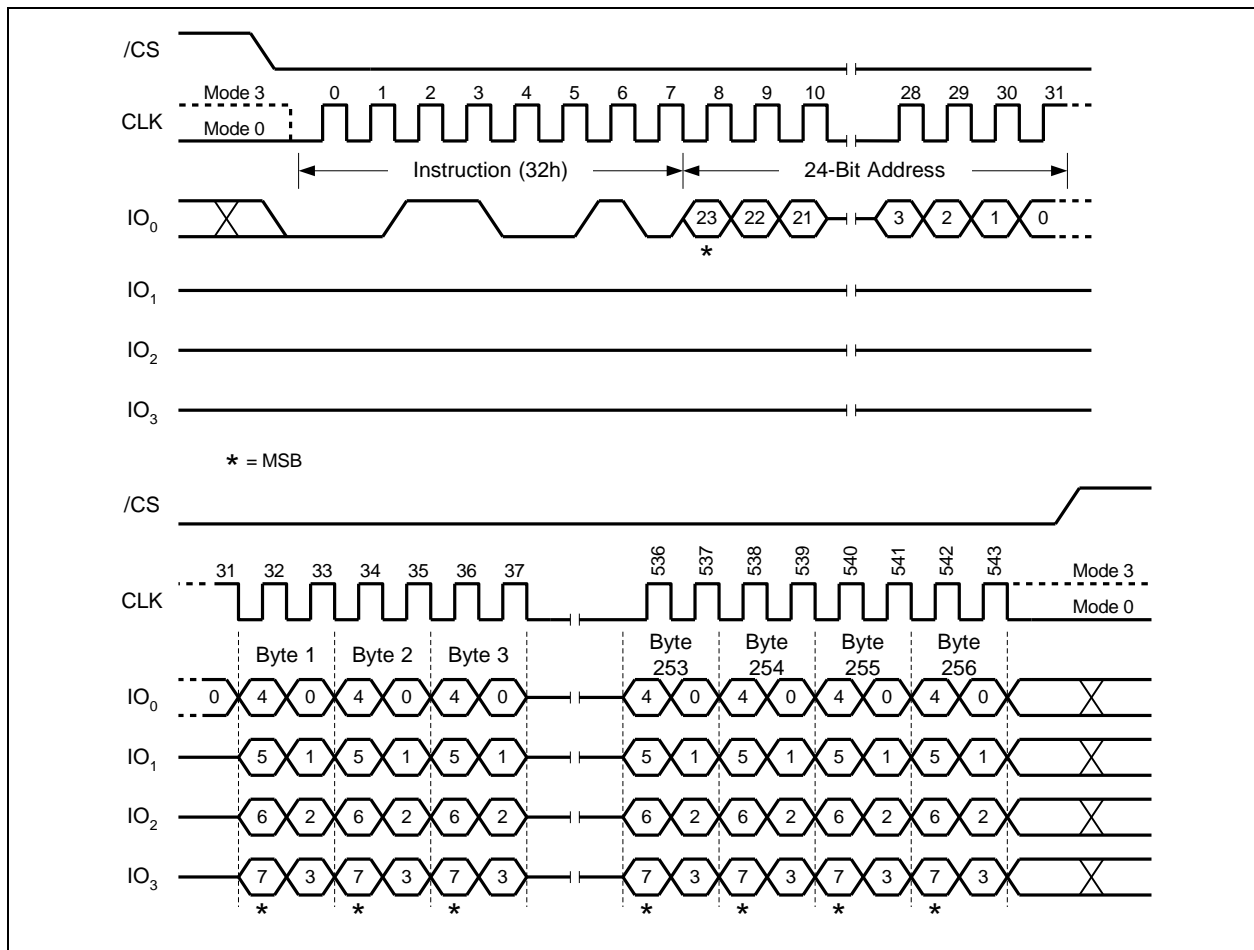 /CS
Mode 3 0 1 2 3 4 5 6 7 8 9 10 28 29 30 31
CLK
Mode 0
Instruction (32h) 24-Bit Address
IO0 23 22 21 3 2 1 0
*
IO1
IO2
IO3
* = MSB
/CS
31 32 33 34 35 36 37 536 537 538 539 540 541 542 543 Mode 3
CLK
Mode 0
Byte 1 Byte 2 Byte 3 Byte 253 Byte 254 Byte 255 Byte 256
IO0 0 4 0 4 0 4 0 4 0 4 0 4 0 4 0
IO1 5 1 5 1 5 1 5 1 5 1 5 1 5 1
IO2 6 2 6 2 6 2 6 2 6 2 6 2 6 2
IO3 7 3 7 3 7 3 7 3 7 3 7 3 7 3
* * * * * * *